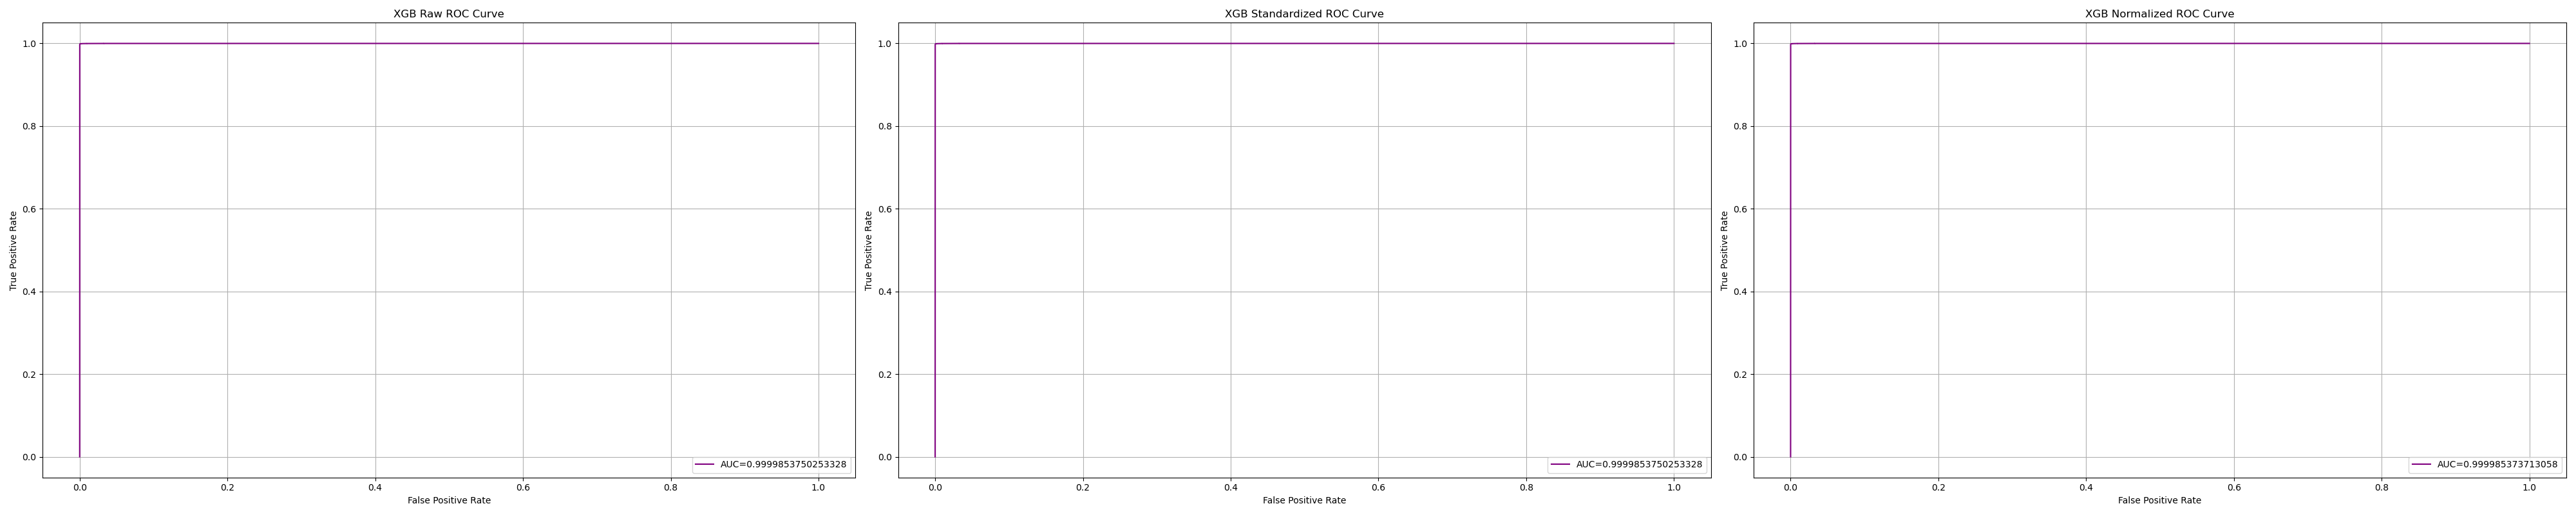 XGB Raw ROC Curve
1.0
0.8
0.6
0.4
0.2
0.0
True Positive Rate
0.0 0.2 0.4 0.6 0.8 1.0
False Positive Rate
AUC=0.9999853750253328
XGB Standardized ROC Curve
1.0
0.8
0.6
0.4
0.2
0.0
True Positive Rate
0.0 0.2 0.4 0.6 0.8 1.0
False Positive Rate
AUC=0.9999853750253328
XGB Normalized ROC Curve
1.0
0.8
0.6
0.4
0.2
0.0
True Positive Rate
0.0 0.2 0.4 0.6 0.8 1.0
False Positive Rate
AUC=0.999985373713058